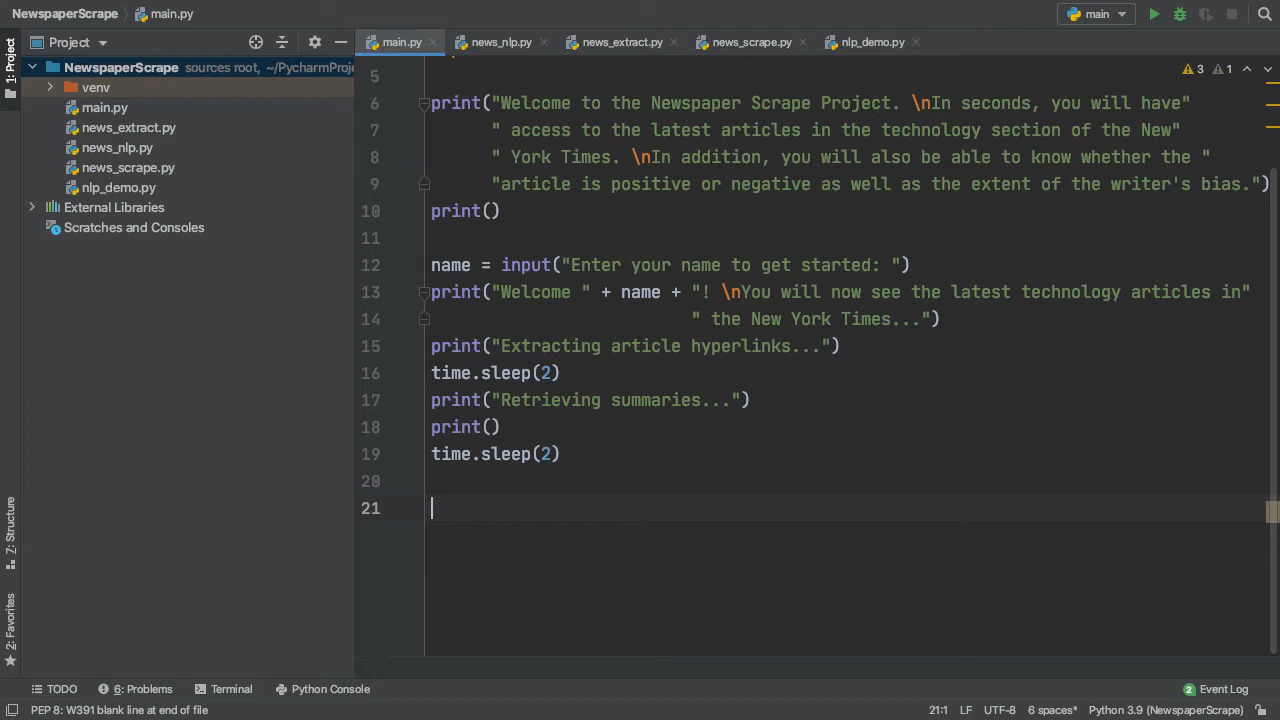 NewspaperScrape main.py
main
Project
main.py news_nlp.py news_extract.py news_scrape.py nlp_demo.py
1: Project
NewspaperScrape sources root, ~/PycharmProje
venv
main.py
news_extract.py
news_nlp.py
news_scrape.py
nlp_demo.py
External Libraries
Scratches and Consoles
3 1
5
6 print("Welcome to the Newspaper Scrape Project. \nIn seconds, you will have"
7 " access to the latest articles in the technology section of the New"
8 " York Times. \nIn addition, you will also be able to know whether the "
9 "article is positive or negative as well as the extent of the writer's bias.")
10 print()
11
12 name = input("Enter your name to get started: ")
13 print("Welcome " + name + "! \nYou will now see the latest technology articles in"
14 " the New York Times...")
15 print("Extracting article hyperlinks...")
16 time.sleep(2)
17 print("Retrieving summaries...")
18 print()
19 time.sleep(2)
20
21
Z: Structure
2: Favorites
TODO 6: Problems Terminal Python Console 2 Event Log
PEP 8: W391 blank line at end of file 21:1 LF UTF-8 6 spaces* Python 3.9 (NewspaperScrape)